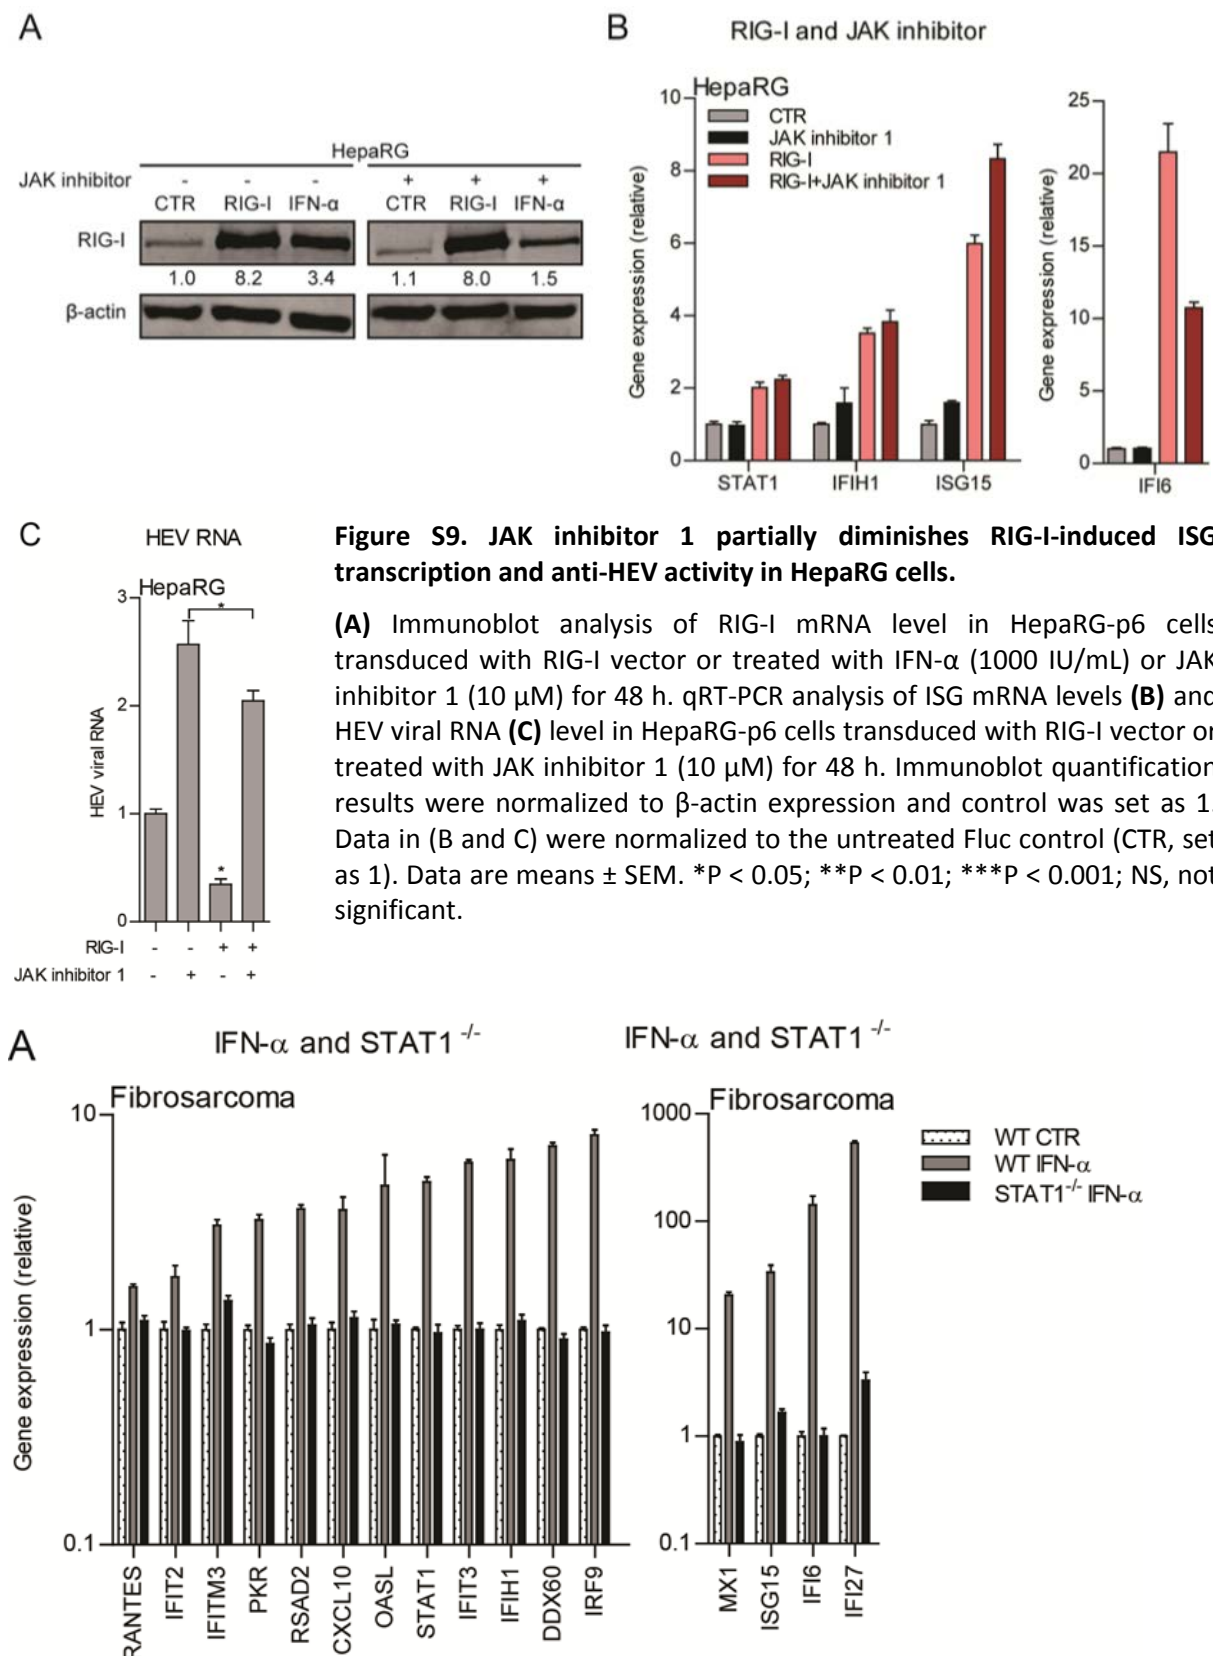 A
HepaRG
JAK inhibitor - - - + + +
CTR RIG-I IFN-α CTR RIG-I IFN-α
RIG-I
1.0 8.2 3.4 1.1 8.0 1.5
β-actin
B
RIG-I and JAK inhibitor
HepaRG
CTR
JAK inhibitor 1
RIG-I
RIG-I+JAK inhibitor 1
Gene expression (relative)
10
8
6
4
2
0
STAT1 IFIH1 ISG15
Gene expression (relative)
25
20
15
10
5
0
IFI6
C
HEV RNA
HepaRG
HEV viral RNA
3
2
1
0
*
*
RIG-I - - + +
JAK inhibitor 1 - + - +
Figure S9. JAK inhibitor 1 partially diminishes RIG-I-induced ISG
transcription and anti-HEV activity in HepaRG cells.
(A) Immunoblot analysis of RIG-I mRNA level in HepaRG-p6 cells
transduced with RIG-I vector or treated with IFN-α (1000 IU/mL) or JAK
inhibitor 1 (10 µM) for 48 h. qRT-PCR analysis of ISG mRNA levels (B) and
HEV viral RNA (C) level in HepaRG-p6 cells transduced with RIG-I vector or
treated with JAK inhibitor 1 (10 µM) for 48 h. Immunoblot quantification
results were normalized to β-actin expression and control was set as 1.
Data in (B and C) were normalized to the untreated Fluc control (CTR, set
as 1). Data are means ± SEM. *P < 0.05; **P < 0.01; ***P < 0.001; NS, not
significant.
A
IFN-α and STAT1 -/-
Fibrosarcoma
Gene expression (relative)
10
1
0.1
RANTES IFIT2 IFITM3 PKR RSAD2 CXCL10 OASL STAT1 IFIT3 IFIH1 DDX60 IRF9
IFN-α and STAT1 -/-
Fibrosarcoma
1000
100
10
1
0.1
MX1 ISG15 IFI6 IFI27
WT CTR
WT IFN-α
STAT1-/- IFN-α